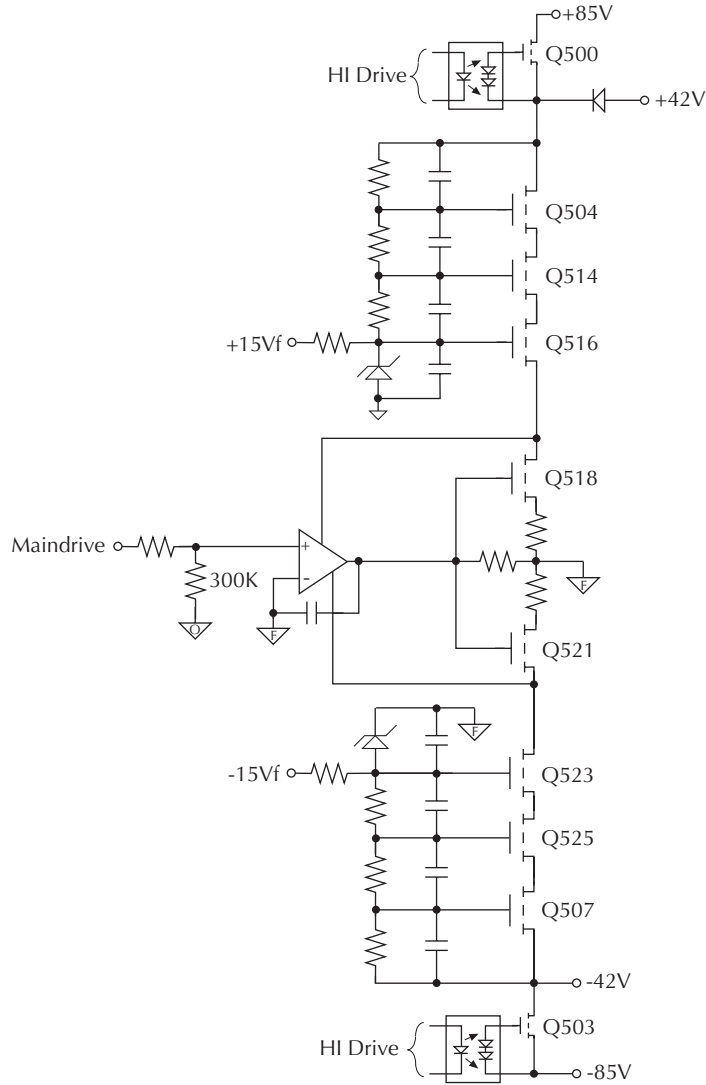 +85V
Q500
HI Drive
+42V
Q504
Q514
+15Vf
Q516
Q518
Maindrive
+
-
300K
O
F
F
Q521
F
-15Vf
Q523
Q525
Q507
-42V
Q503
HI Drive
-85V